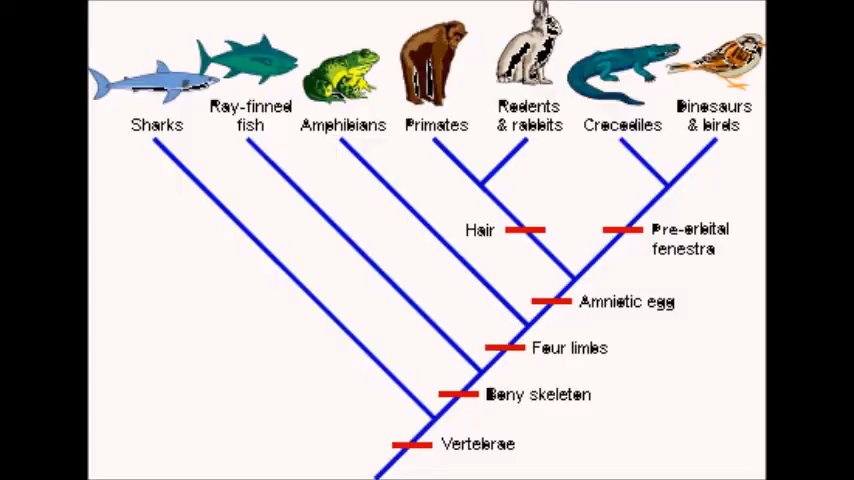 Sharks
Ray-finned
fish
Amphibians
Primates
Rodents
& rabbits
Crocodiles
Dinosaurs
& birds
Hair
Pre-orbital
fenestra
Amniotic egg
Four limbs
Bony skeleton
Vertebrae